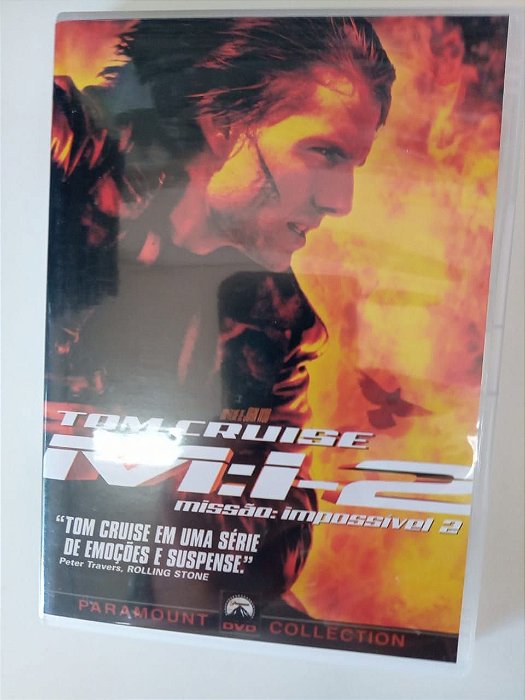 TOM CRUISE
M:I-2
missão: impossível 2
"TOM CRUISE EM UMA SÉRIE
DE EMOÇÕES E SUSPENSE."
Peter Travers, ROLLING STONE
PARAMOUNT DVD COLLECTION